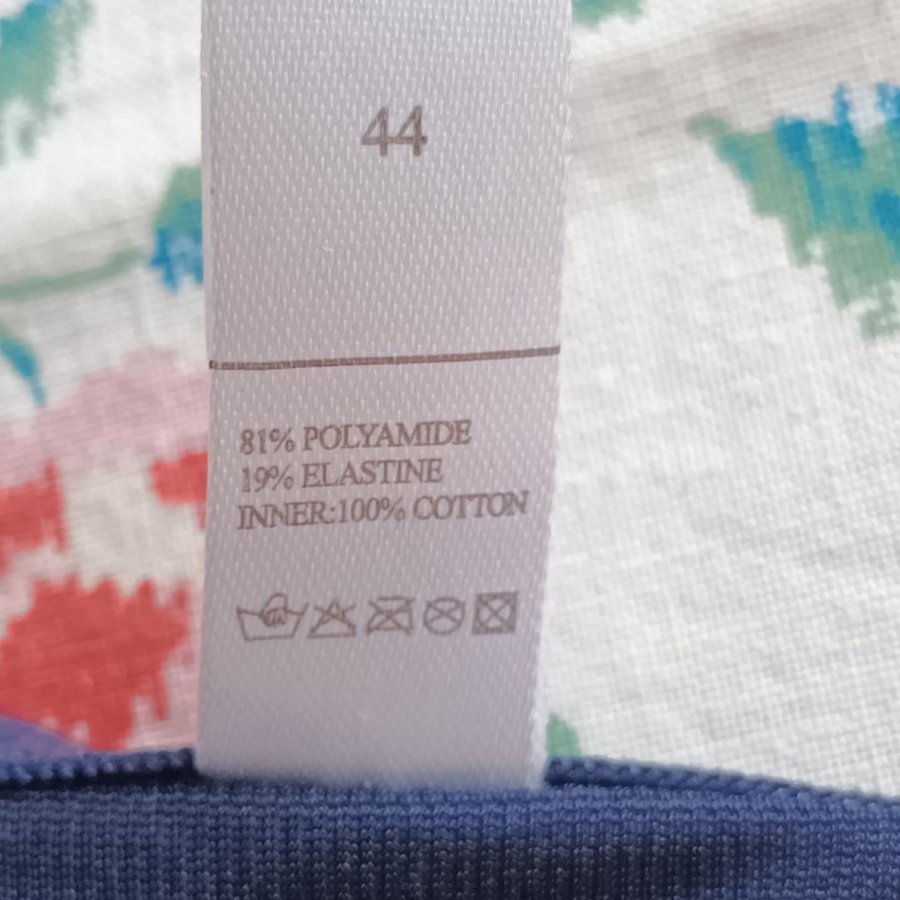 44
81% POLYAMIDE
19% ELASTINE
INNER:100% COTTON